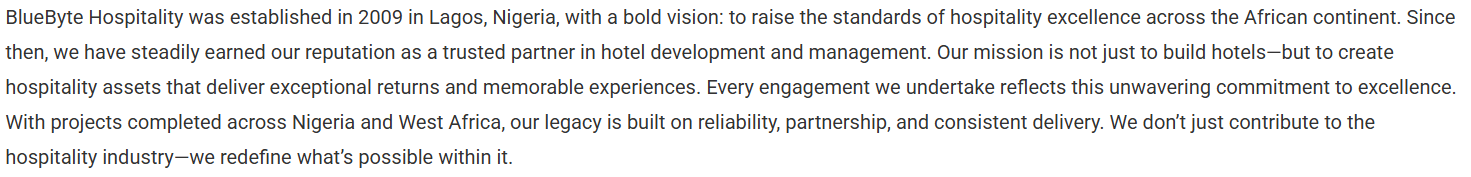 BlueByte Hospitality was established in 2009 in Lagos, Nigeria, with a bold vision: to raise the standards of hospitality excellence across the African continent. Since
then, we have steadily earned our reputation as a trusted partner in hotel development and management. Our mission is not just to build hotels—but to create
hospitality assets that deliver exceptional returns and memorable experiences. Every engagement we undertake reflects this unwavering commitment to excellence.
With projects completed across Nigeria and West Africa, our legacy is built on reliability, partnership, and consistent delivery. We don’t just contribute to the
hospitality industry—we redefine what’s possible within it.